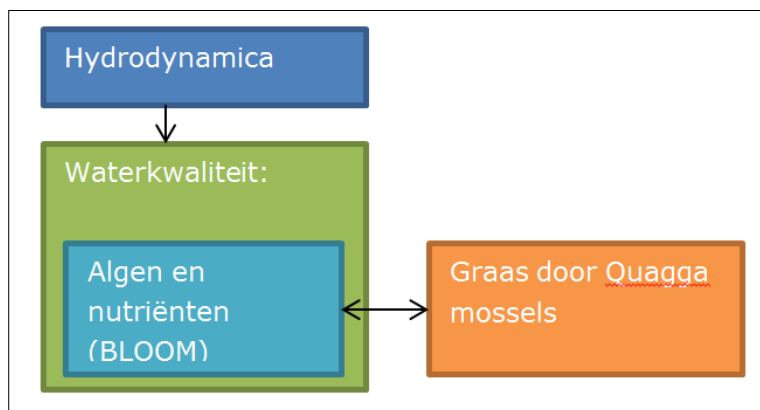 Hydrodynamica
Waterkwaliteit:
Algen en
nutriënten
(BLOOM)
Graas door Quagga
mossels